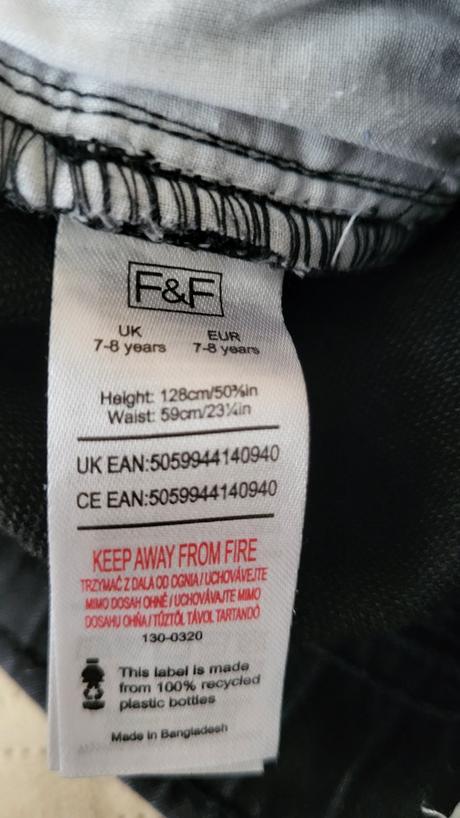 F&F
UK EUR
7-8 years 7-8 years
Height: 128cm/50⅜in
Waist: 59cm/23¼in
UK EAN:5059944140940
CE EAN:5059944140940
KEEP AWAY FROM FIRE
TRZYMAĆ Z DALA OD OGNIA / UCHOVÁVEJTE
MIMO DOSAH OHNĚ / UCHOVÁVAJTE MIMO
DOSAHU OHŇA / TŰZTŐL TÁVOL TARTANDÓ
130-0320
This label is made
from 100% recycled
plastic bottles
Made in Bangladesh